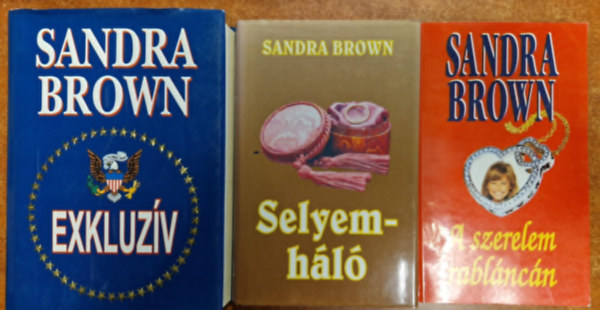 SANDRA
BROWN
EXKLUZÍV
SANDRA BROWN
Selyem-
háló
SANDRA
BROWN
A szerelem
rabláncán